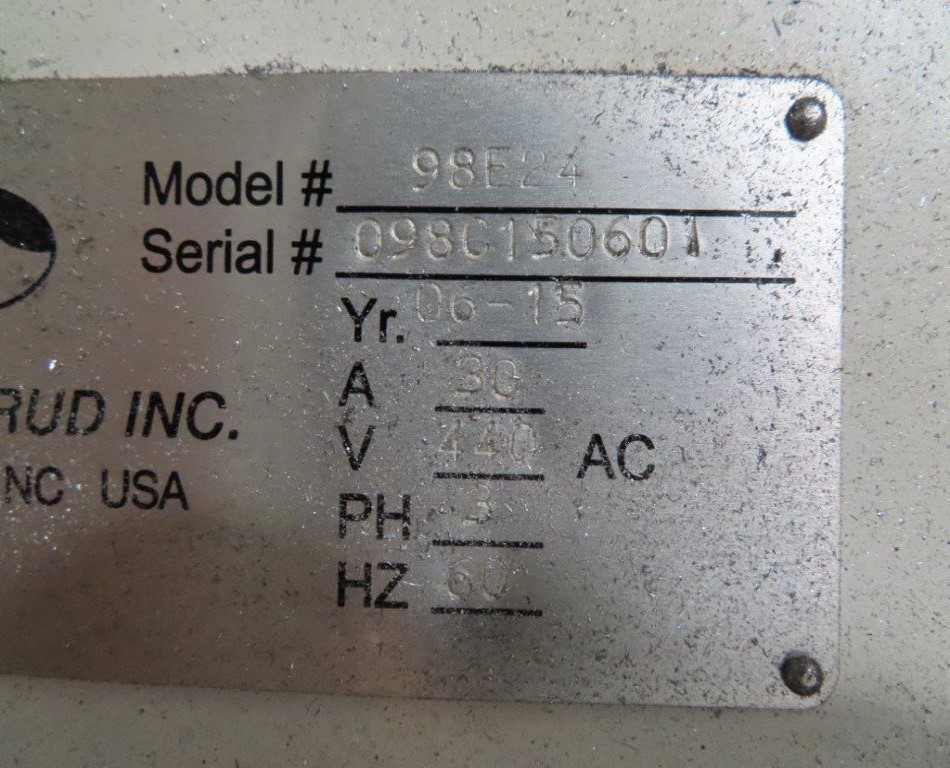 Model # 98E24
Serial # 098C150601
Yr. 06-15
A 30
RUD INC.
V 440 AC
NC USA
PH 3
HZ 60